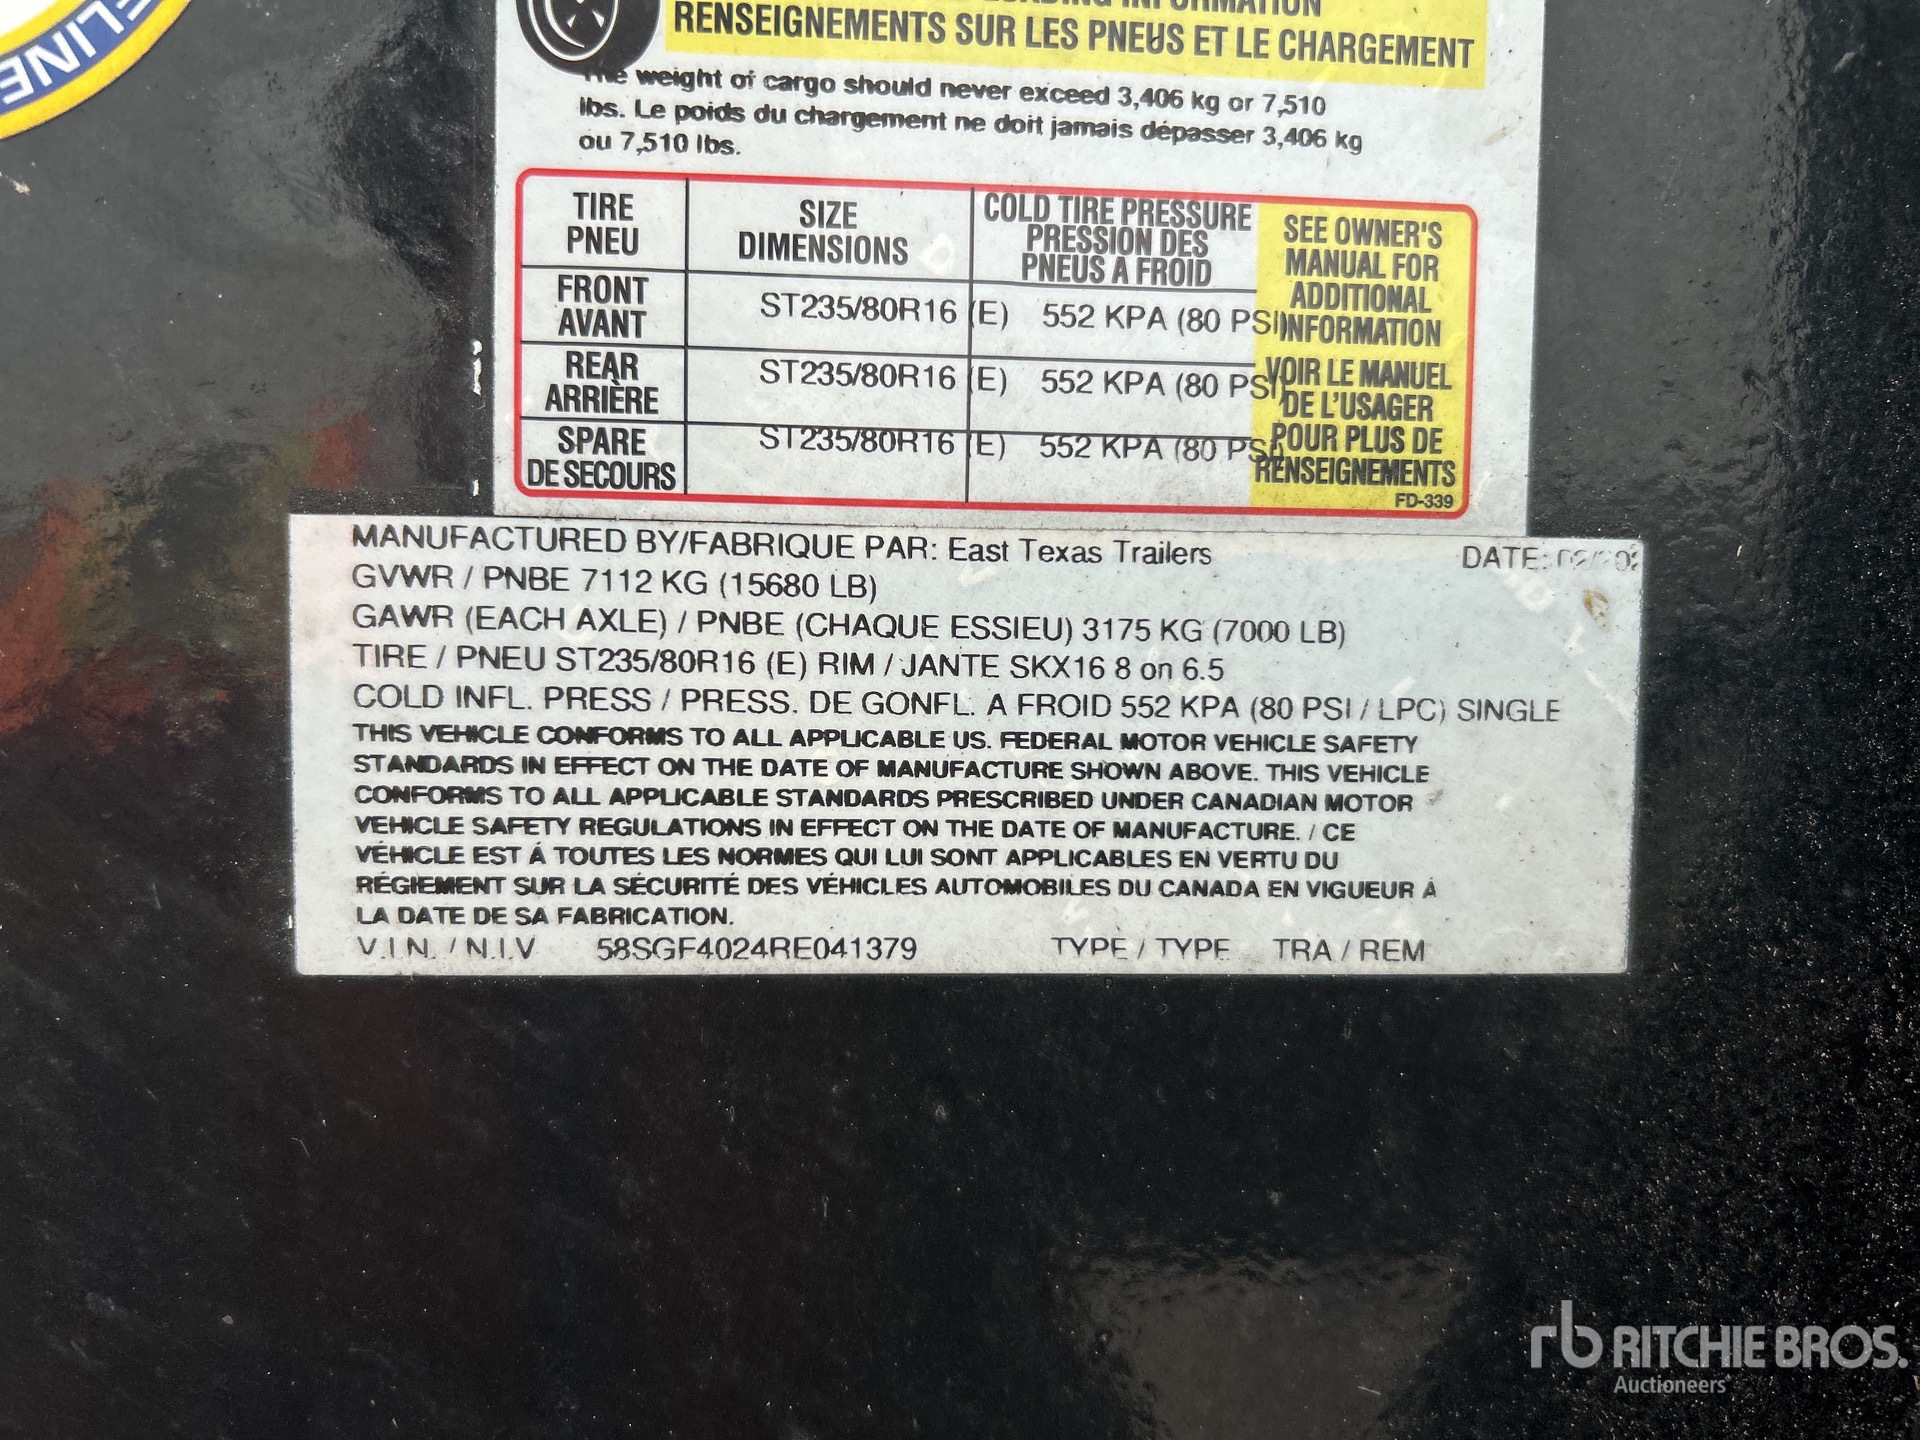 ELINE
RENSEIGNEMENTS SUR LES PNEUS ET LE CHARGEMENT
The weight of cargo should never exceed 3,406 kg or 7,510
lbs. Le poids du chargement ne doit jamais dépasser 3,406 kg
ou 7,510 lbs.
TIRE
PNEU
SIZE
DIMENSIONS
COLD TIRE PRESSURE
PRESSION DES
PNEUS A FROID
SEE OWNER'S
MANUAL FOR
ADDITIONAL
INFORMATION
VOIR LE MANUEL
DE L'USAGER
POUR PLUS DE
RENSEIGNEMENTS
FRONT
AVANT
ST235/80R16 (E) 552 KPA (80 PSI)
REAR
ARRIÈRE
ST235/80R16 (E) 552 KPA (80 PSI)
SPARE
DE SECOURS
ST235/80R16 (E) 552 KPA (80 PSI)
FD-339
MANUFACTURED BY/FABRIQUE PAR: East Texas Trailers DATE:
GVWR / PNBE 7112 KG (15680 LB)
GAWR (EACH AXLE) / PNBE (CHAQUE ESSIEU) 3175 KG (7000 LB)
TIRE / PNEU ST235/80R16 (E) RIM / JANTE SKX16 8 on 6.5
COLD INFL. PRESS / PRESS. DE GONFL. A FROID 552 KPA (80 PSI / LPC) SINGLE
THIS VEHICLE CONFORMS TO ALL APPLICABLE US. FEDERAL MOTOR VEHICLE SAFETY
STANDARDS IN EFFECT ON THE DATE OF MANUFACTURE SHOWN ABOVE. THIS VEHICLE
CONFORMS TO ALL APPLICABLE STANDARDS PRESCRIBED UNDER CANADIAN MOTOR
VEHICLE SAFETY REGULATIONS IN EFFECT ON THE DATE OF MANUFACTURE. / CE
VÉHICLE EST Á TOUTES LES NORMES QUI LUI SONT APPLICABLES EN VERTU DU
RÉGIEMENT SUR LA SÉCURITÉ DES VÉHICLES AUTOMOBILES DU CANADA EN VIGUEUR Á
LA DATE DE SA FABRICATION.
V.I.N. / N.I.V 58SGF4024RE041379 TYPE / TYPE TRA / REM
rb RITCHIE BROS.
Auctioneers